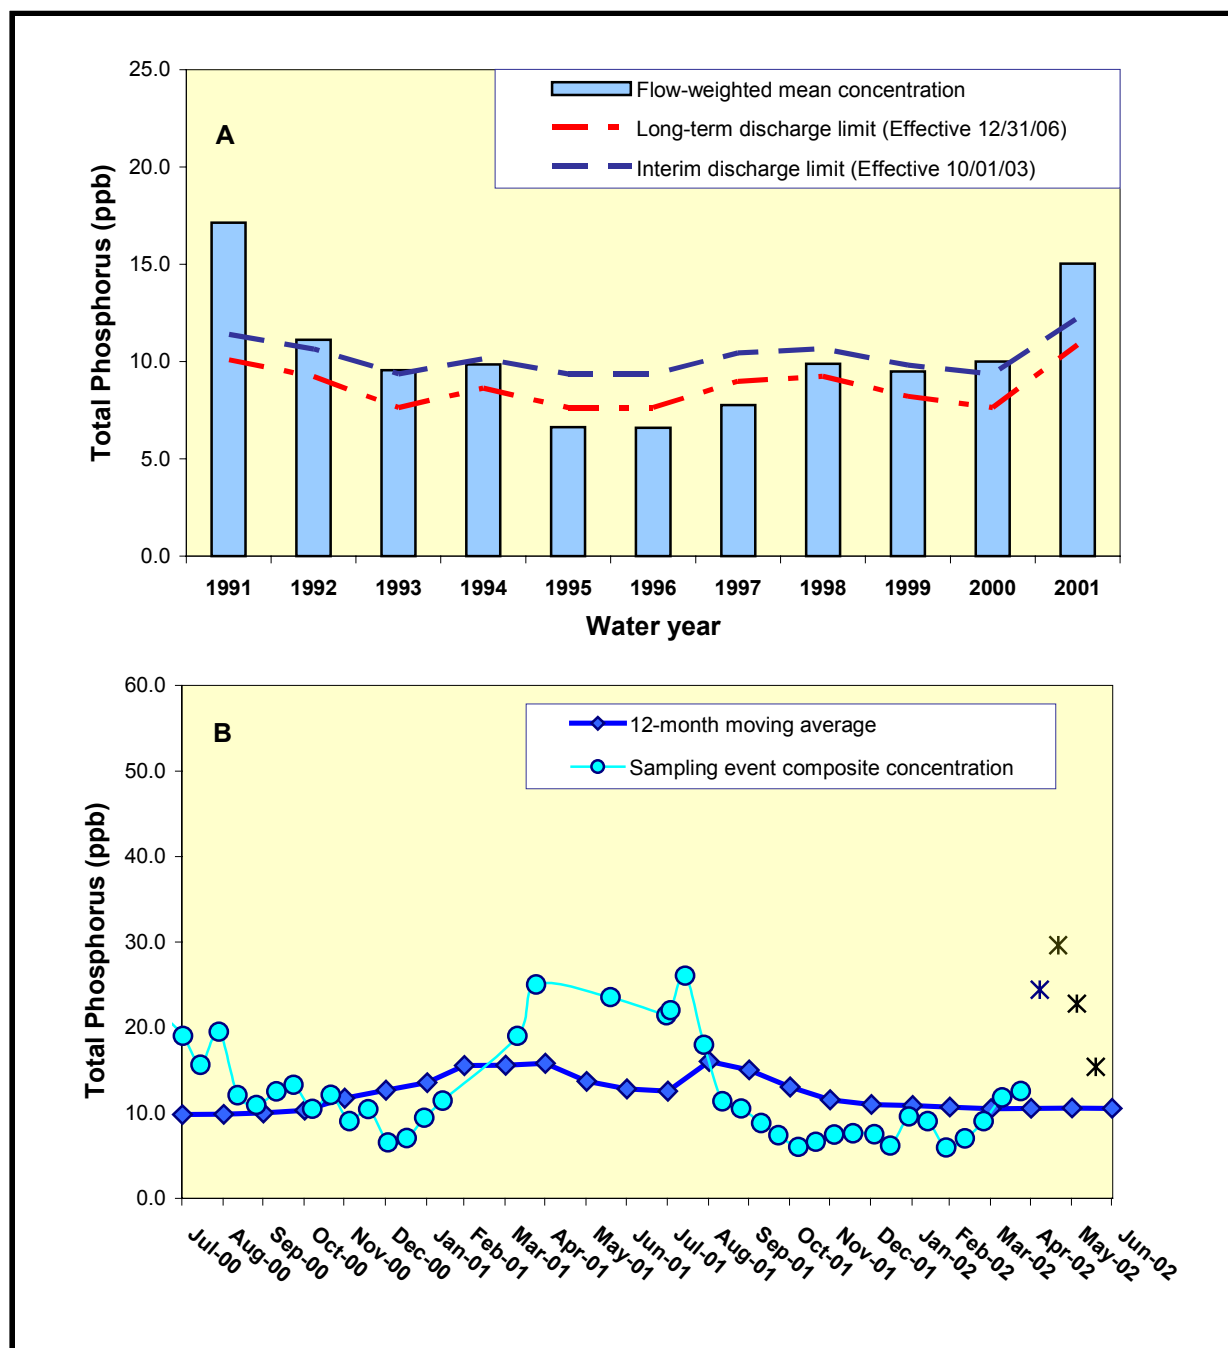 25.0
20.0
15.0
10.0
5.0
0.0
Total Phosphorus (ppb)
A
Flow-weighted mean concentration
Long-term discharge limit (Effective 12/31/06)
Interim discharge limit (Effective 10/01/03)
1991 1992 1993 1994 1995 1996 1997 1998 1999 2000 2001
Water year
60.0
50.0
40.0
30.0
20.0
10.0
0.0
Total Phosphorus (ppb)
B
12-month moving average
Sampling event composite concentration
Jul-00
Aug-00
Sep-00
Oct-00
Nov-00
Dec-00
Jan-01
Feb-01
Mar-01
Apr-01
May-01
Jun-01
Jul-01
Aug-01
Sep-01
Oct-01
Nov-01
Dec-01
Jan-02
Feb-02
Mar-02
Apr-02
May-02
Jun-02